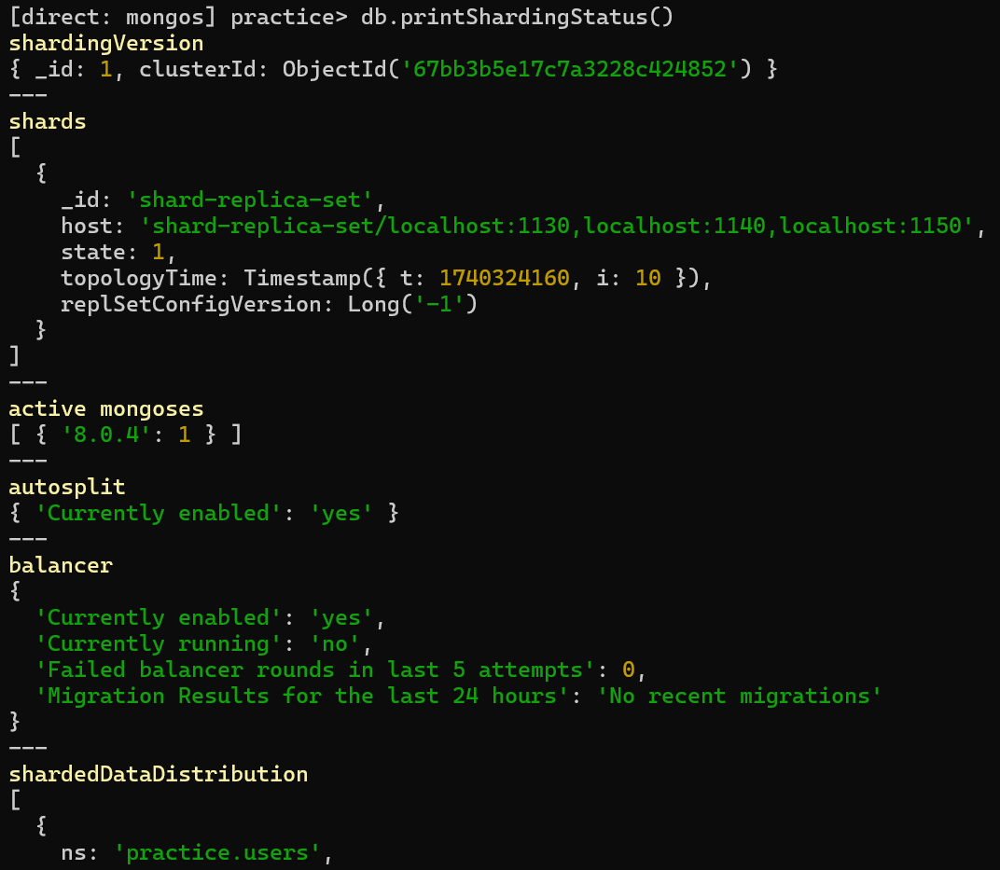 [direct: mongos] practice> db.printShardingStatus()
shardingVersion
{ _id: 1, clusterId: ObjectId('67bb3b5e17c7a3228c424852') }
---
shards
[
  {
    _id: 'shard-replica-set',
    host: 'shard-replica-set/localhost:1130,localhost:1140,localhost:1150',
    state: 1,
    topologyTime: Timestamp({ t: 1740324160, i: 10 }),
    replSetConfigVersion: Long('-1')
  }
]
---
active mongoses
[ { '8.0.4': 1 } ]
---
autosplit
{ 'Currently enabled': 'yes' }
---
balancer
{
  'Currently enabled': 'yes',
  'Currently running': 'no',
  'Failed balancer rounds in last 5 attempts': 0,
  'Migration Results for the last 24 hours': 'No recent migrations'
}
---
shardedDataDistribution
[
  {
    ns: 'practice.users',